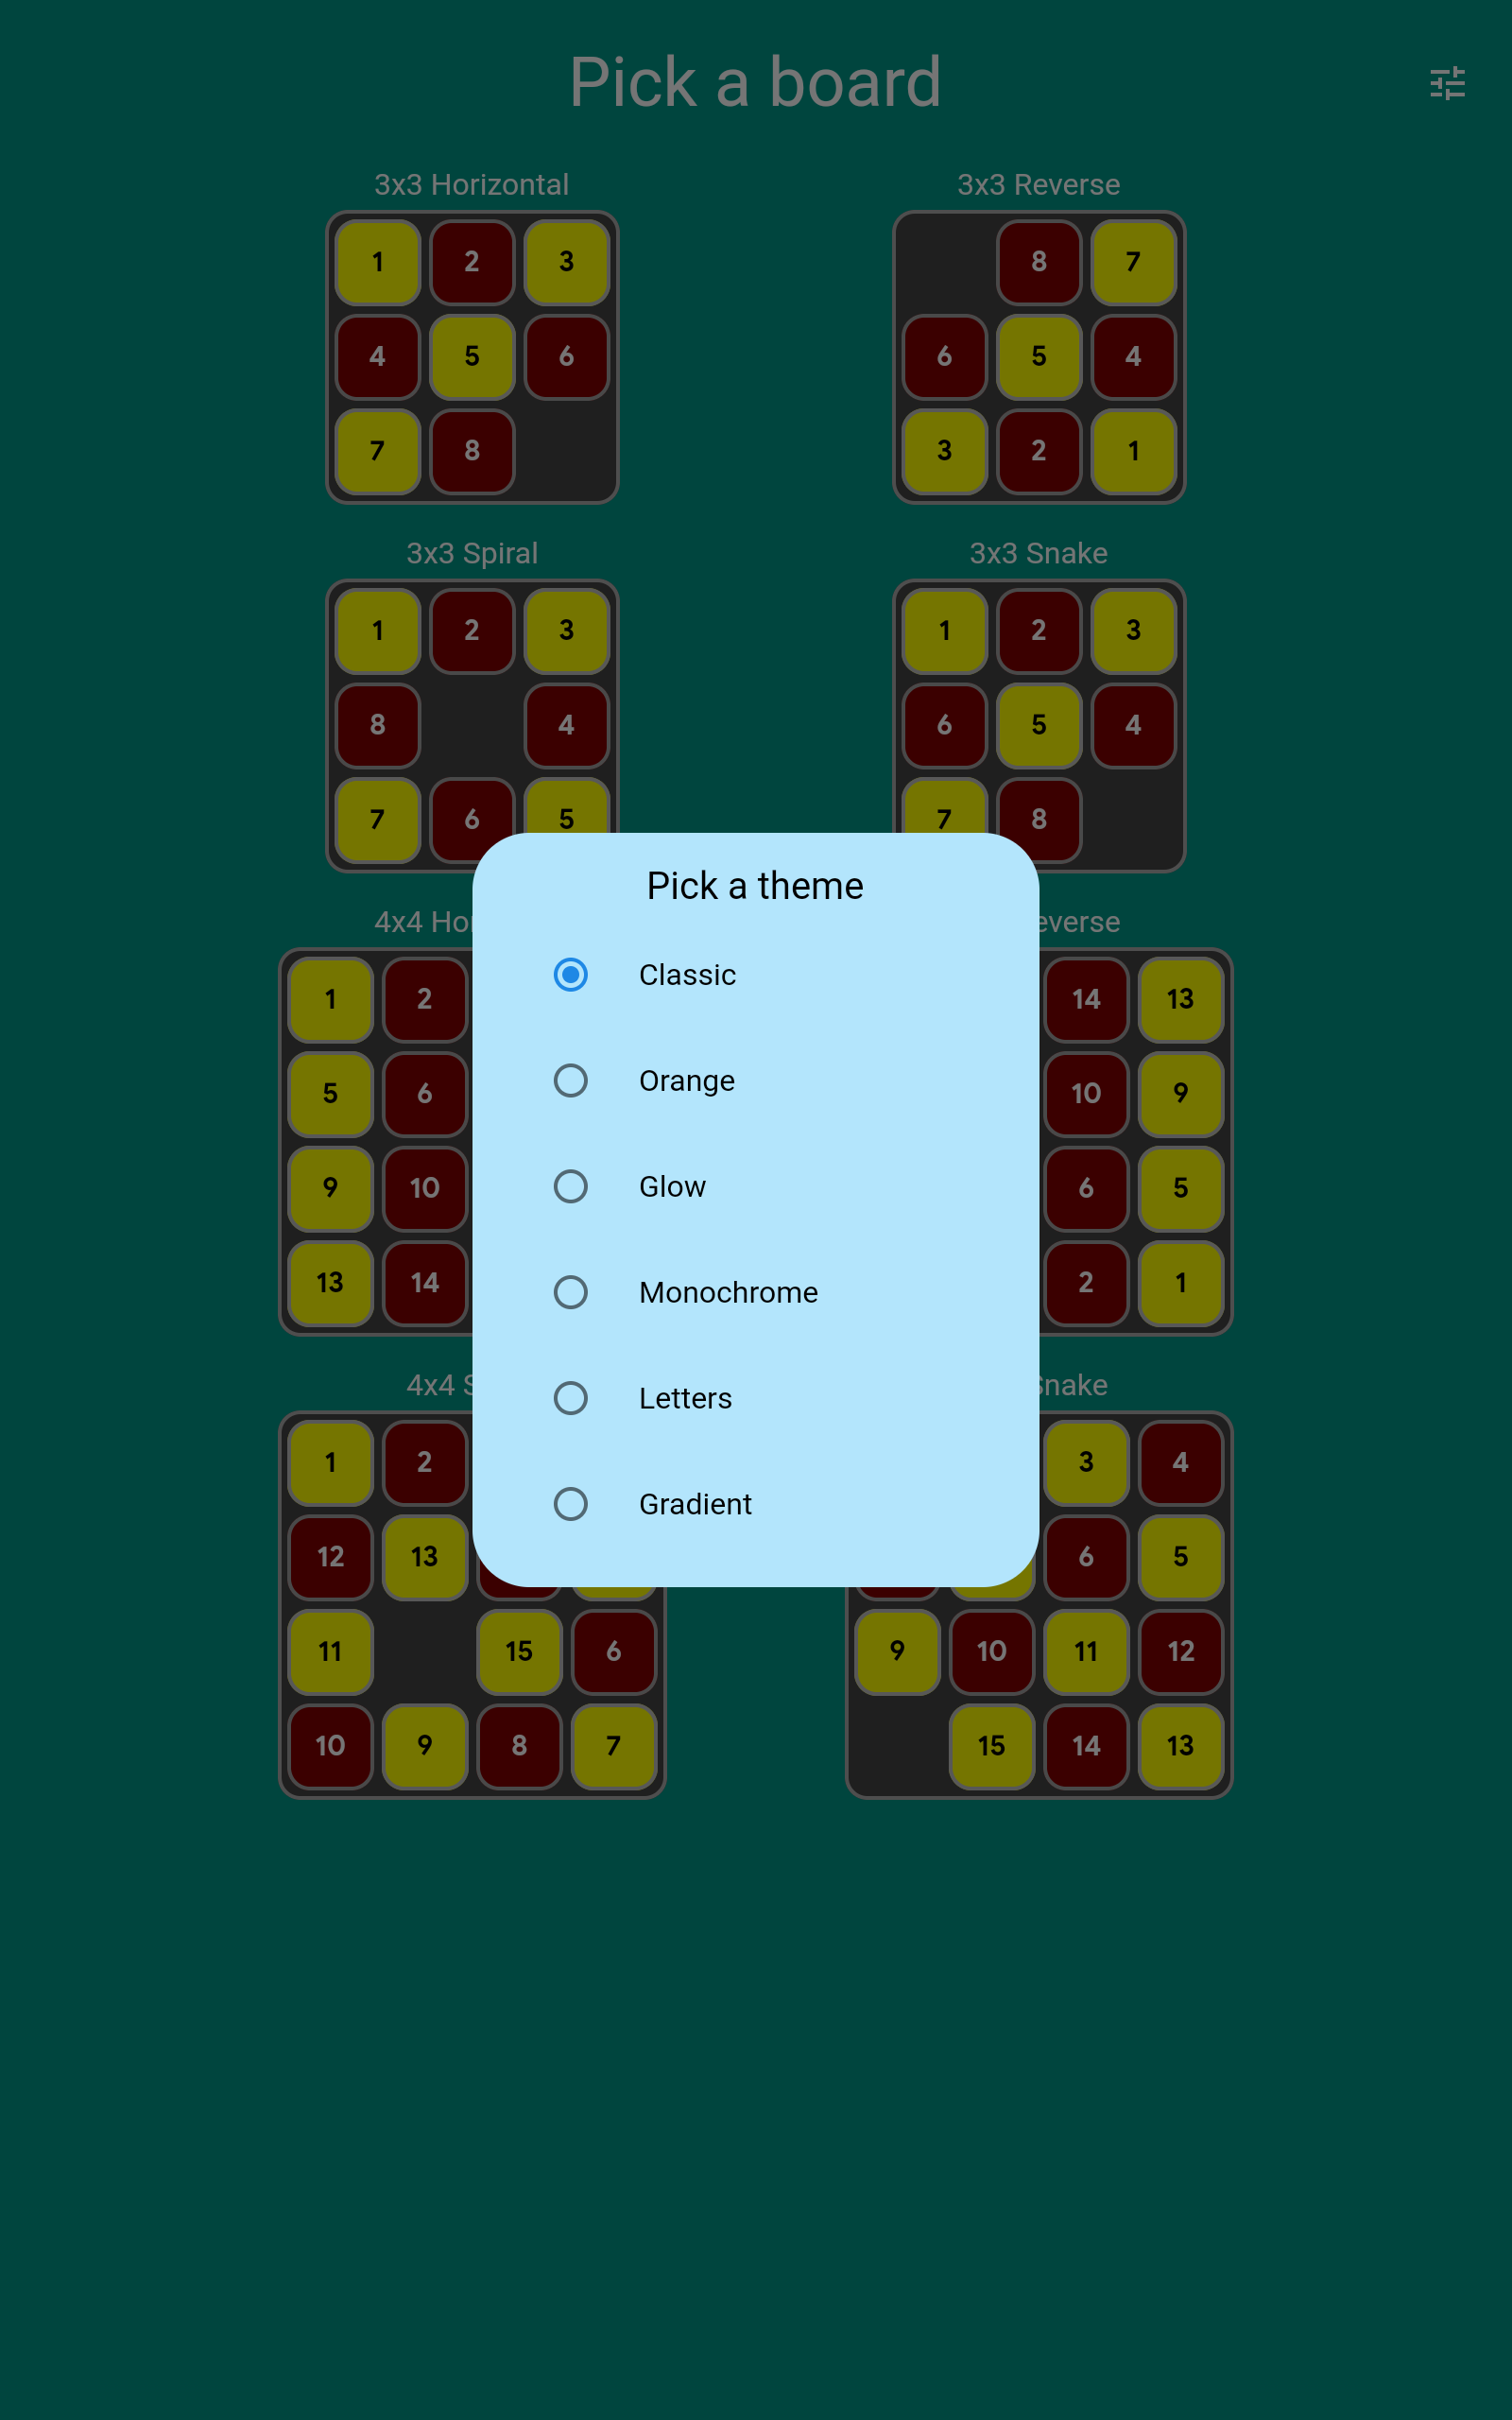 Pick a board
3x3 Horizontal
3x3 Reverse
1 2 3
8 7
4 5 6
6 5 4
7 8
3 2 1
3x3 Spiral
3x3 Snake
1 2 3
1 2 3
8 4
6 5 4
7 6 5
7 8
Pick a theme
Classic
Orange
Glow
Monochrome
Letters
Gradient
4x4
1 2
14 13
5 6
10 9
9 10
6 5
13 14
2 1
4x4
1 2
3 4
12 13
6 5
11 15 6
9 10 11 12
10 9 8 7
15 14 13